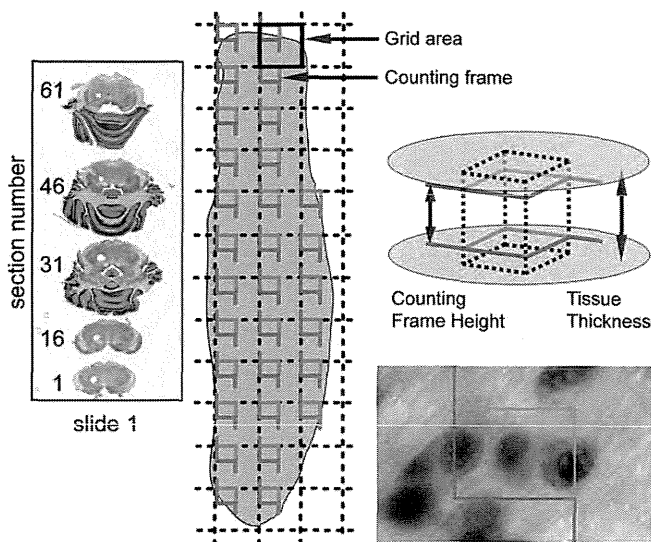 Grid area
Counting frame
section number
61
46
31
16
1
slide 1
Counting
Frame Height
Tissue
Thickness